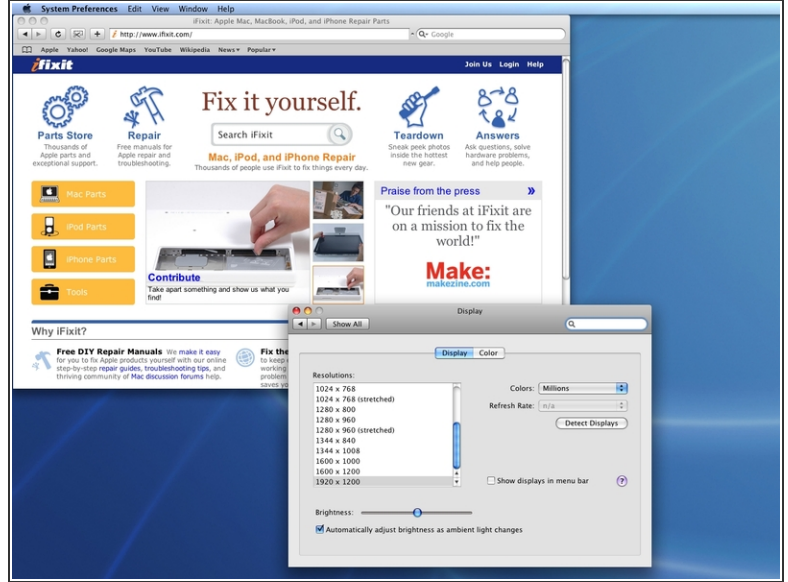 System Preferences Edit View Window Help
iFixit: Apple Mac, MacBook, iPod, and iPhone Repair Parts
http://www.ifixit.com/
Google
Apple Yahoo! Google Maps YouTube Wikipedia News Popular
ifixit
Join Us Login Help
Fix it yourself.
Search iFixit
Mac, iPod, and iPhone Repair
Thousands of people use iFixit to fix things every day.
Parts Store
Thousands of
Apple parts and
exceptional support.
Repair
Free manuals for
Apple repair and
troubleshooting.
Teardown
Sneak peek photos
inside the hottest
new gear.
Answers
Ask questions, solve
hardware problems,
and help people.
Mac Parts
iPod Parts
iPhone Parts
Tools
Contribute
Take apart something and show us what you
find!
Praise from the press »
"Our friends at iFixit are
on a mission to fix the
world!"
Make:
makezine.com
Why iFixit?
Free DIY Repair Manuals We make it easy
for you to fix Apple products yourself with our online
step-by-step repair guides, troubleshooting tips, and
thriving community of Mac discussion forums help.
Fix the
to keep
working
problem
saves yo
Display
Show All
Display Color
Resolutions:
1024 x 768
1024 x 768 (stretched)
1280 x 800
1280 x 960
1280 x 960 (stretched)
1344 x 840
1344 x 1008
1600 x 1000
1600 x 1200
1920 x 1200
Colors: Millions
Refresh Rate: n/a
Detect Displays
Show displays in menu bar
?
Brightness:
Automatically adjust brightness as ambient light changes